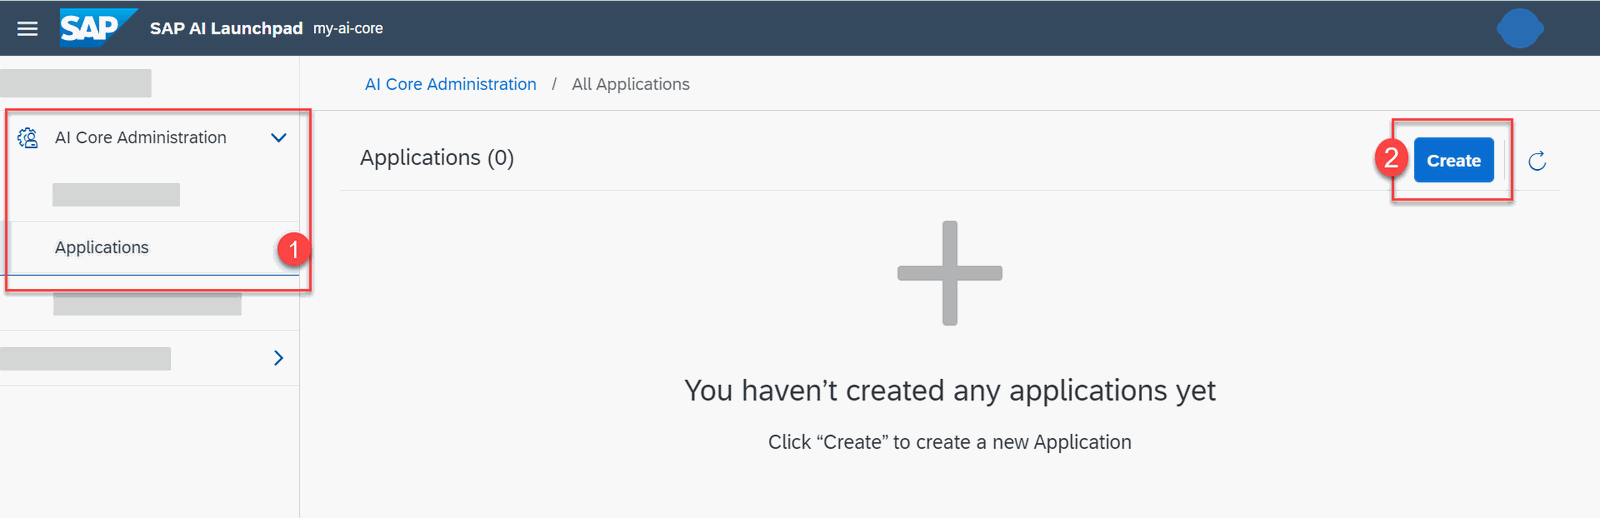 SAP SAP AI Launchpad my-ai-core
AI Core Administration / All Applications
AI Core Administration
Applications (0)
2
Create
Applications
1
You haven’t created any applications yet
Click “Create” to create a new Application